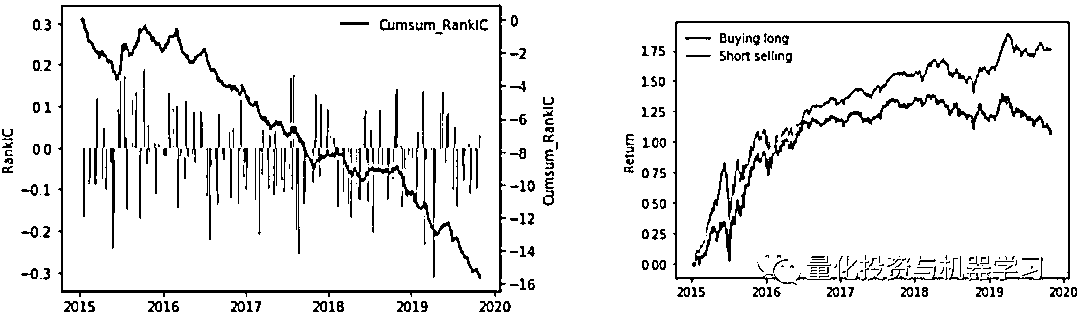 Cumsum_RankIC
RankIC
0.3
0.2
0.1
0.0
−0.1
−0.2
−0.3
0
−2
−4
−6
−8
−10
−12
−14
−16
Cumsum_RankIC
2015 2016 2017 2018 2019 2020
Buying long
Short selling
Return
1.75
1.50
1.25
1.00
0.75
0.50
0.25
0.00
2015 2016 2017 2018 2019 2020
量化投资与机器学习